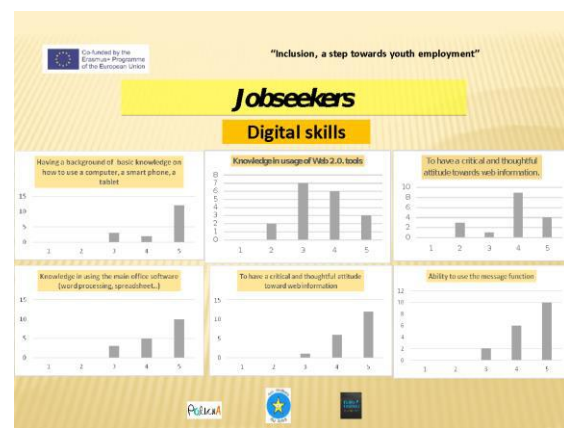 Co-funded by the
Erasmus+ Programme
of the European Union
"Inclusion, a step towards youth employment"
Jobseekers
Digital skills
Having a background of basic knowledge on
how to use a computer, a smart phone, a
tablet
15
10
5
0
1 2 3 4 5
Knowledge in usage of Web 2.0. tools
8
7
6
5
4
3
2
1
0
1 2 3 4 5
To have a critical and thoughtful
attitude towards web information.
10
8
6
4
2
0
1 2 3 4 5
Knowledge in using the main office software
(word processing, spreadsheet,..)
15
10
5
0
1 2 3 4 5
To have a critical and thoughtful attitude
toward web information
15
10
5
0
1 2 3 4 5
Ability to use the message function
12
10
8
6
4
2
0
1 2 3 4 5